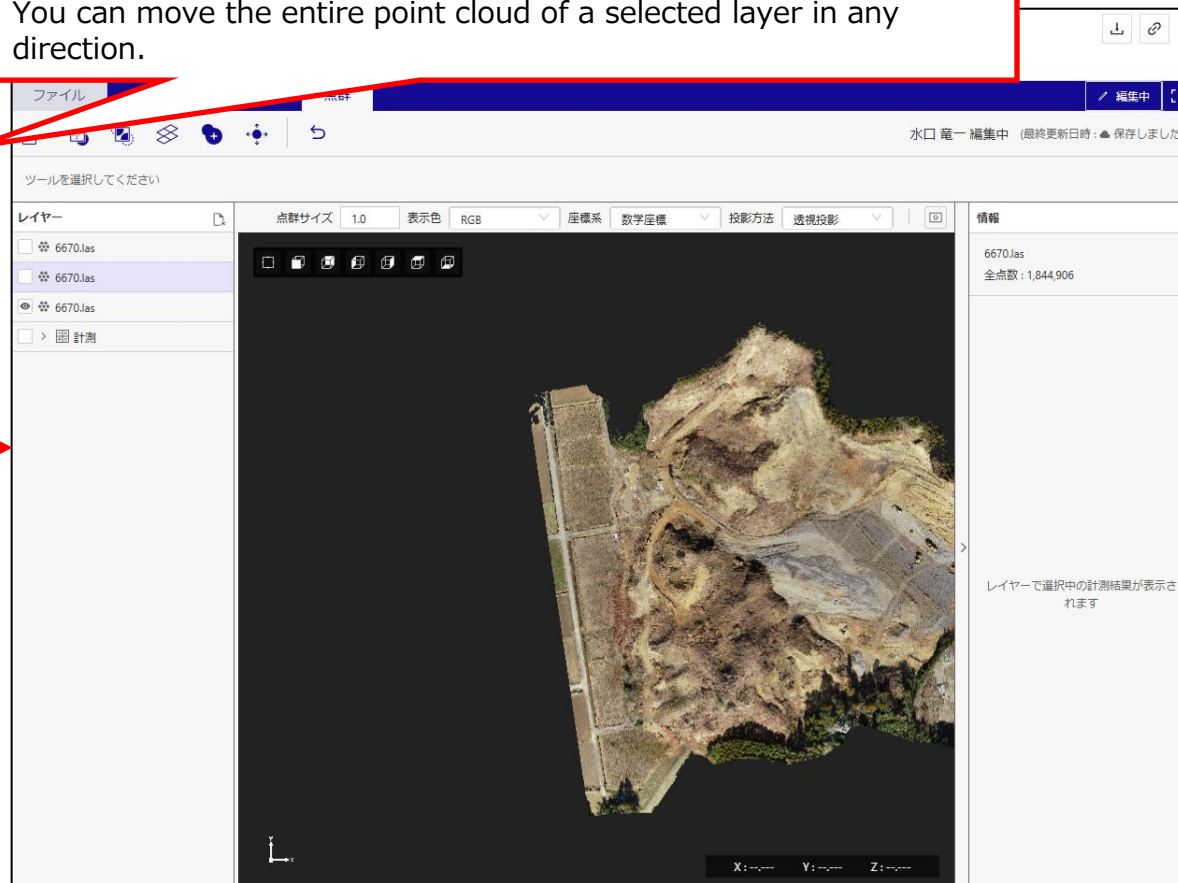 You can move the entire point cloud of a selected layer in any
direction.
ファイル
点群
編集中
水口 竜一 編集中 (最終更新日時 : 保存しました
ツールを選択してください
レイヤー
点群サイズ 1.0 表示色 RGB 座標系 数学座標 投影方法 透視投影
情報
6670.las
6670.las
6670.las
計測
6670.las
全点数 : 1,844,906
レイヤーで選択中の計測結果が表示さ
れます
Y
x
X : --.--- Y : --.--- Z : --.---